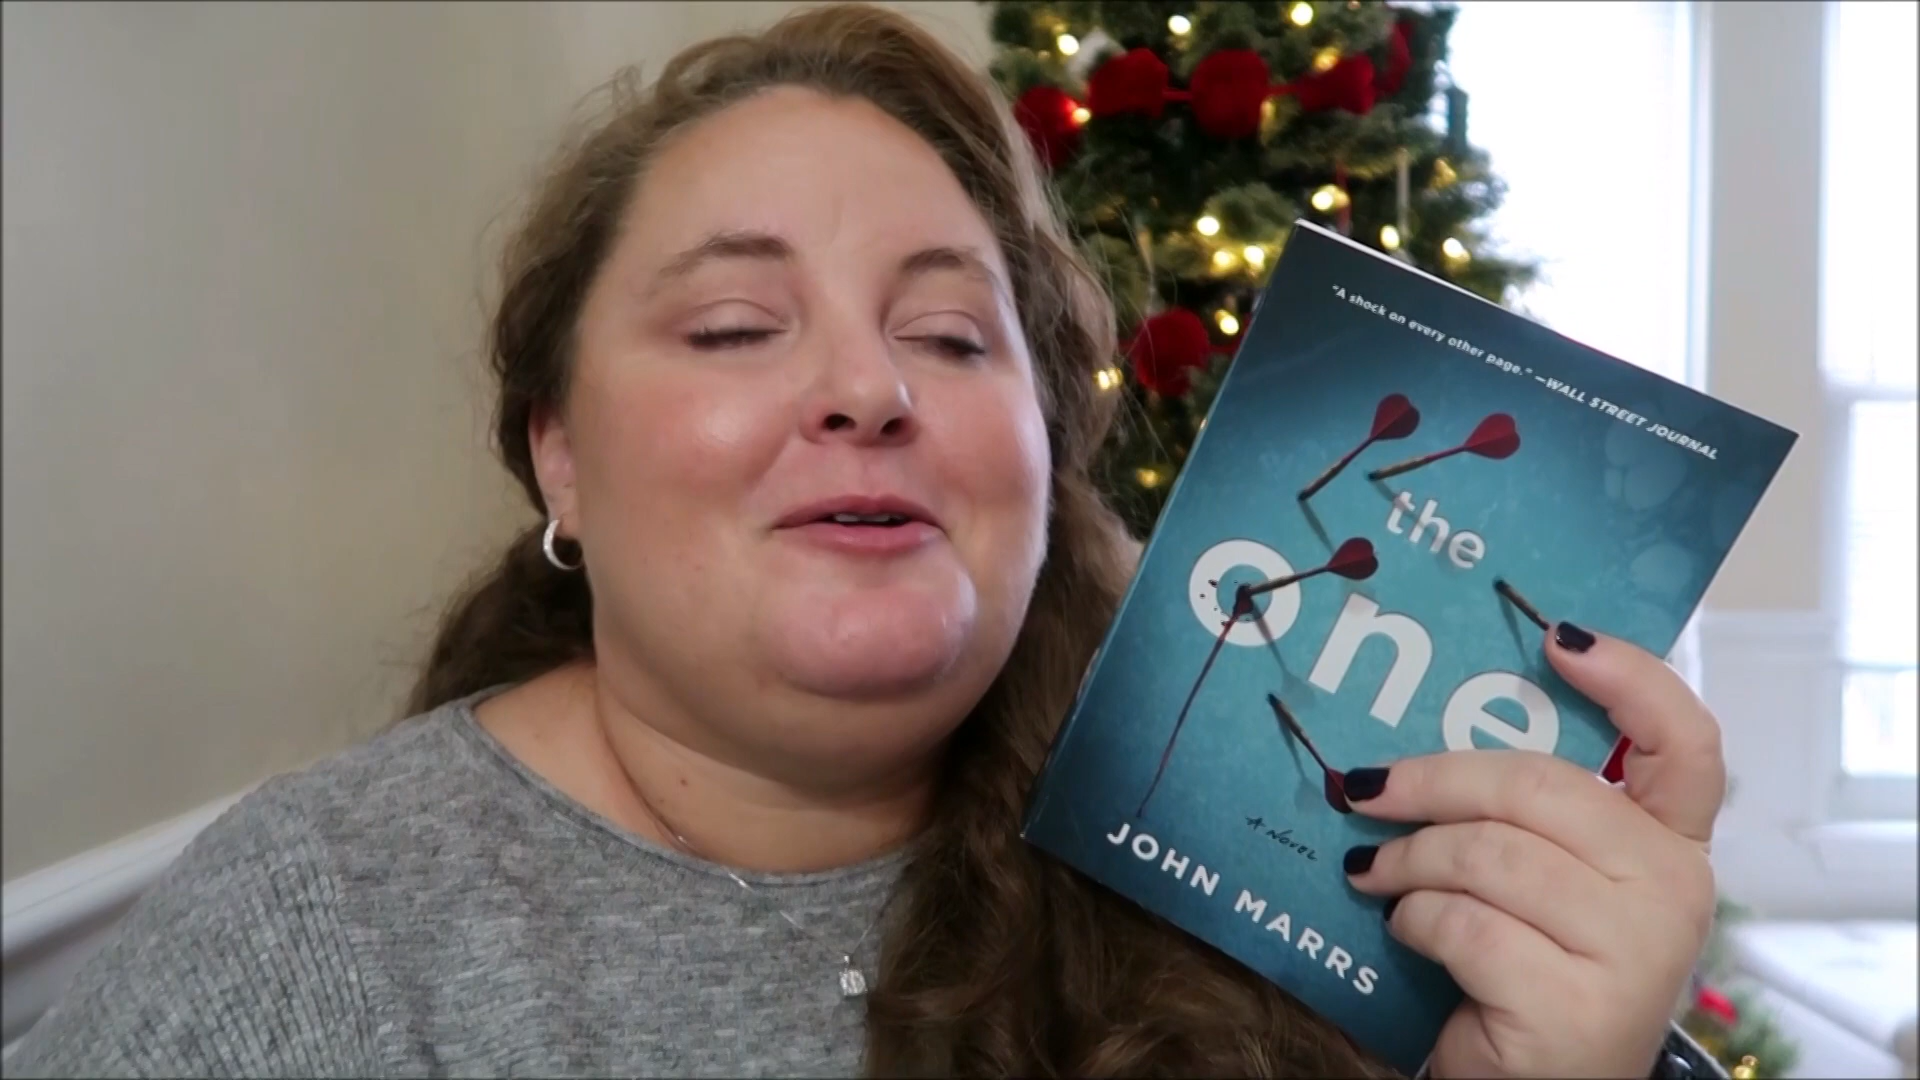 "A shock on every other page." —WALL STREET JOURNAL
the
one
A NOVEL
JOHN MARRS